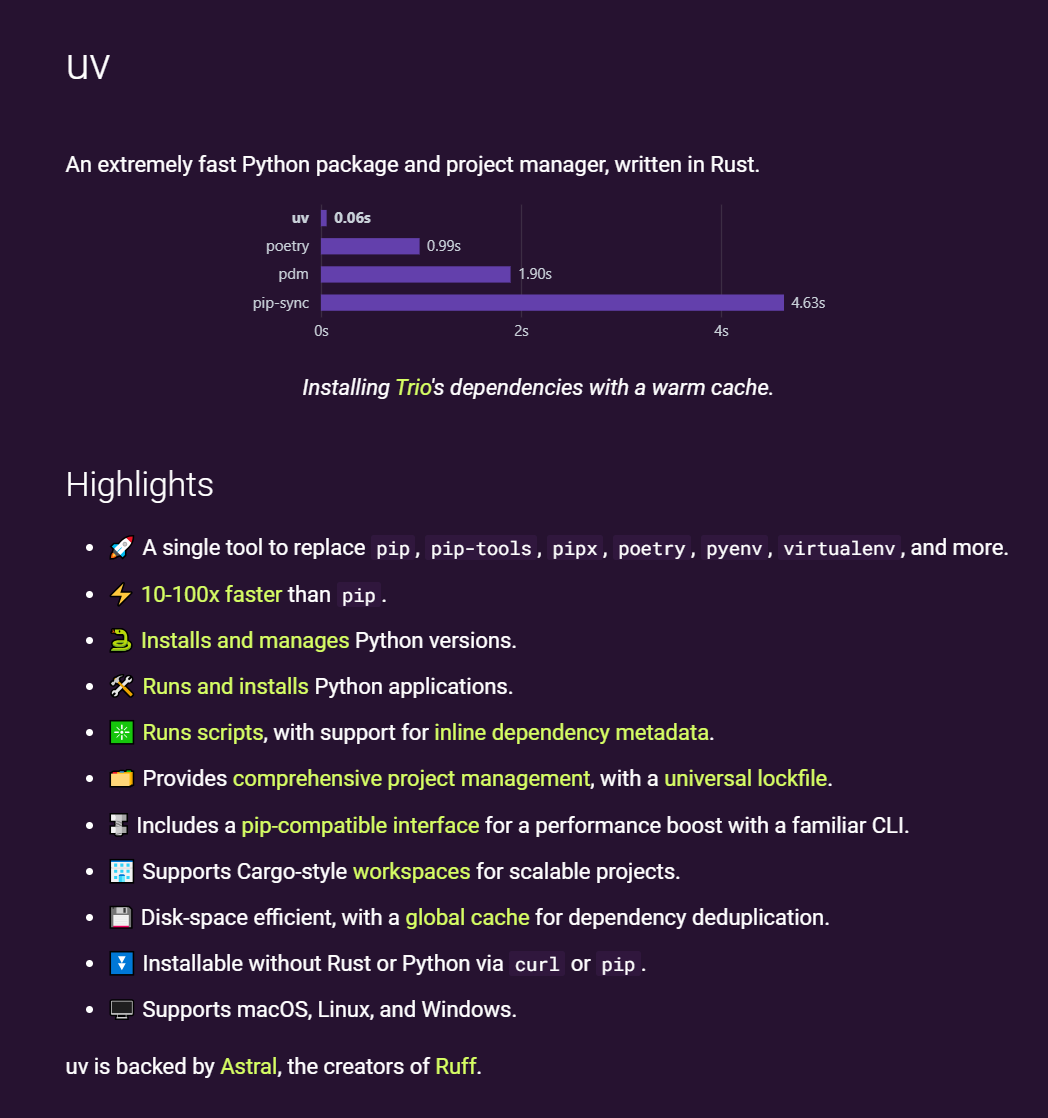 uv
An extremely fast Python package and project manager, written in Rust.
uv 0.06s
poetry 0.99s
pdm 1.90s
pip-sync 4.63s
0s 2s 4s
Installing Trio's dependencies with a warm cache.
Highlights
• 🚀 A single tool to replace pip, pip-tools, pipx, poetry, pyenv, virtualenv, and more.
• ⚡ 10-100x faster than pip.
• 🐍 Installs and manages Python versions.
• 🛠️ Runs and installs Python applications.
• ❇️ Runs scripts, with support for inline dependency metadata.
• 🗂️ Provides comprehensive project management, with a universal lockfile.
• 🔩 Includes a pip-compatible interface for a performance boost with a familiar CLI.
• 🏢 Supports Cargo-style workspaces for scalable projects.
• 💾 Disk-space efficient, with a global cache for dependency deduplication.
• ⏬ Installable without Rust or Python via curl or pip.
• 🖥️ Supports macOS, Linux, and Windows.
uv is backed by Astral, the creators of Ruff.